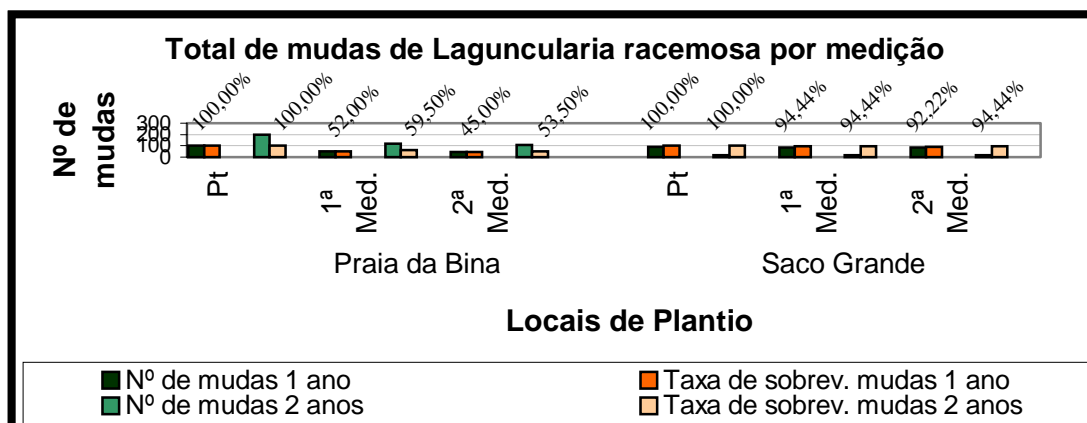 Total de mudas de Laguncularia racemosa por medição
100,00% 100,00% 52,00% 59,50% 45,00% 53,50% 100,00% 100,00% 94,44% 94,44% 92,22% 94,44%
Nº de
mudas
300
200
100
0
Pt 1ª Med. 2ª Med. Pt 1ª Med. 2ª Med.
Praia da Bina Saco Grande
Locais de Plantio
Nº de mudas 1 ano Taxa de sobrev. mudas 1 ano
Nº de mudas 2 anos Taxa de sobrev. mudas 2 anos